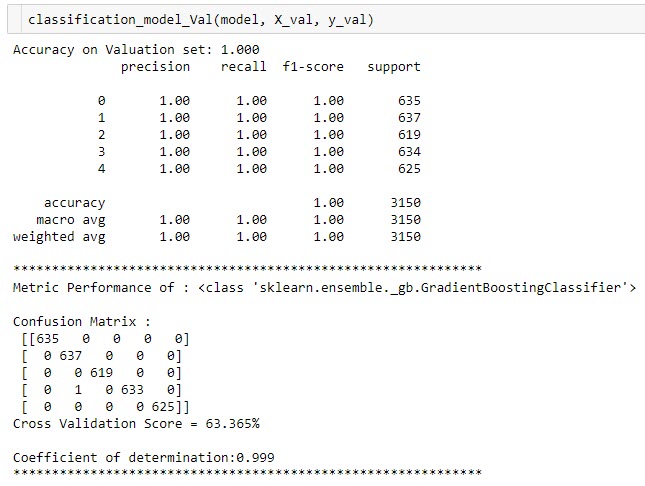 classification_model_Val(model, X_val, y_val)
Accuracy on Valuation set: 1.000
              precision    recall  f1-score   support

           0       1.00      1.00      1.00       635
           1       1.00      1.00      1.00       637
           2       1.00      1.00      1.00       619
           3       1.00      1.00      1.00       634
           4       1.00      1.00      1.00       625

    accuracy                           1.00      3150
   macro avg       1.00      1.00      1.00      3150
weighted avg       1.00      1.00      1.00      3150

*************************************************************
Metric Performance of : <class 'sklearn.ensemble._gb.GradientBoostingClassifier'>

Confusion Matrix :
 [[635   0   0   0   0]
 [  0 637   0   0   0]
 [  0   0 619   0   0]
 [  0   1   0 633   0]
 [  0   0   0   0 625]]
Cross Validation Score = 63.365%

Coefficient of determination:0.999
*************************************************************